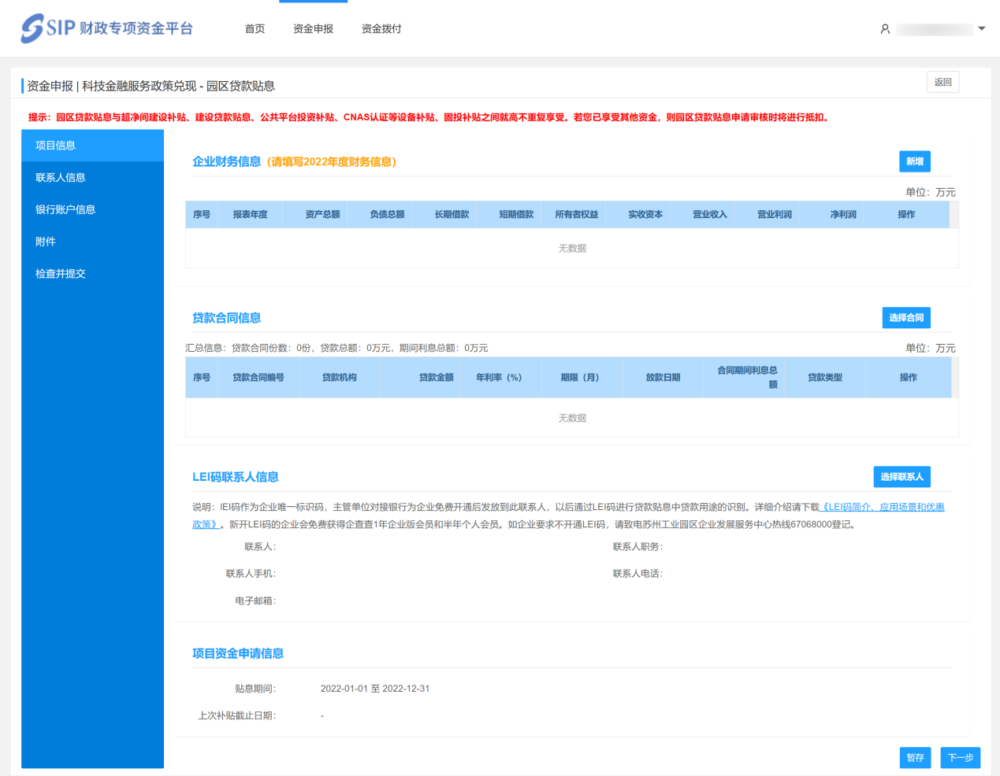 SIP 财政专项资金平台
首页 资金申报 资金拨付
资金申报 | 科技金融服务政策兑现 - 园区贷款贴息
返回
提示：园区贷款贴息与超净间建设补贴、建设贷款贴息、公共平台投资补贴、CNAS认证等设备补贴、固投补贴之间就高不重复享受。若您已享受其他资金，则园区贷款贴息申请审核时将进行抵扣。
项目信息
联系人信息
银行账户信息
附件
检查并提交
企业财务信息（请填写2022年度财务信息）
新增
单位：万元
序号 报表年度 资产总额 负债总额 长期借款 短期借款 所有者权益 实收资本 营业收入 营业利润 净利润 操作
无数据
贷款合同信息
选择合同
汇总信息：贷款合同份数：0份，贷款总额：0万元，期间利息总额：0万元
单位：万元
序号 贷款合同编号 贷款机构 贷款金额 年利率（%） 期限（月） 放款日期 合同期间利息总额 贷款类型 操作
无数据
LEI码联系人信息
选择联系人
说明：lEI码作为企业唯一标识码，主管单位对接银行为企业免费开通后发放到此联系人，以后通过LEI码进行贷款贴息中贷款用途的识别。详细介绍请下载《LEI码简介、应用场景和优惠
政策》。新开LEI码的企业会免费获得企查查1年企业版会员和半年个人会员。如企业要求不开通LEI码，请致电苏州工业园区企业发展服务中心热线67068000登记。
联系人： 联系人职务：
联系人手机： 联系人电话：
电子邮箱：
项目资金申请信息
贴息期间： 2022-01-01 至 2022-12-31
上次补贴截止日期： -
暂存 下一步